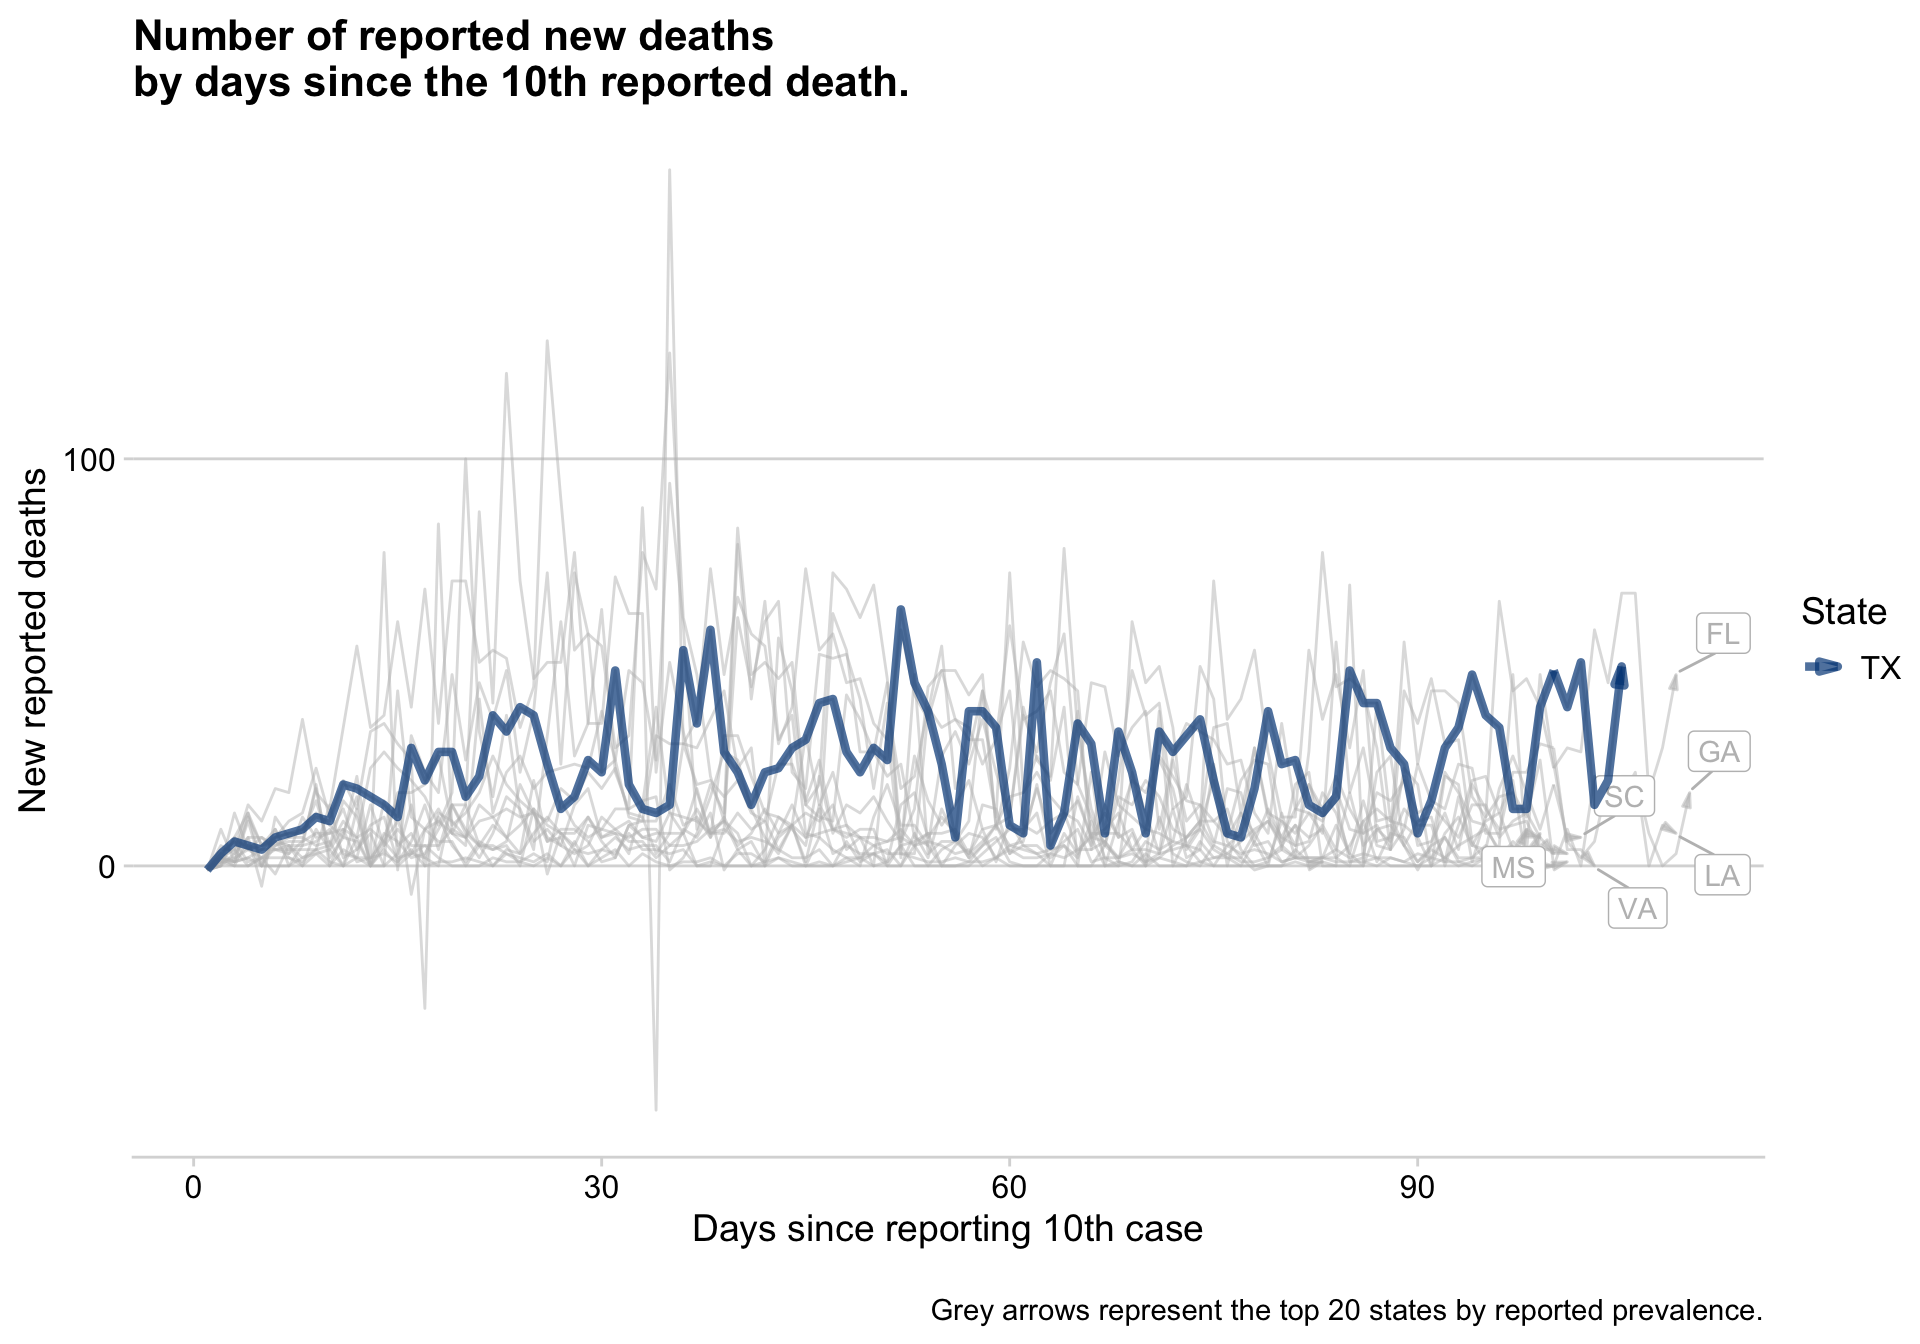 Number of reported new deaths
by days since the 10th reported death.
New reported deaths
100
0
0
30
60
90
Days since reporting 10th case
FL
GA
SC
MS
LA
VA
State
TX
Grey arrows represent the top 20 states by reported prevalence.